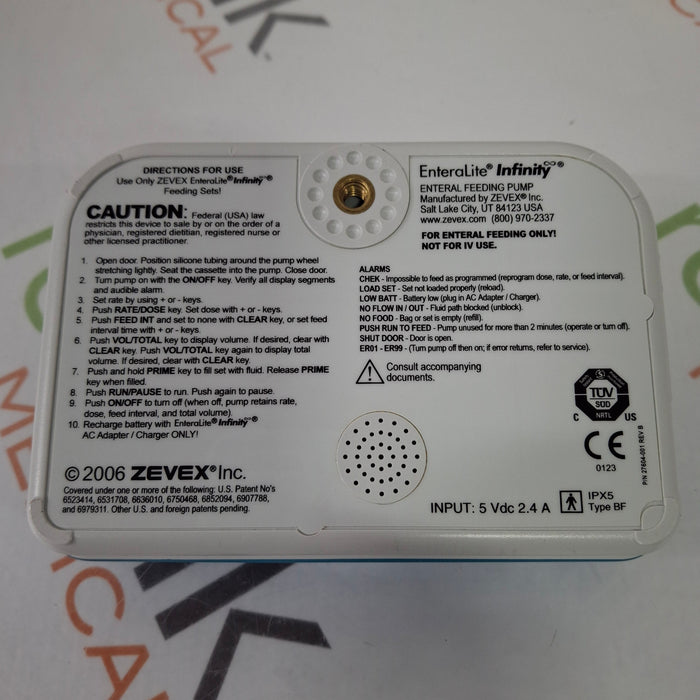 DIRECTIONS FOR USE
Use Only ZEVEX EnteraLite® Infinity™®
Feeding Sets!
CAUTION: Federal (USA) law
restricts this device to sale by or on the order of a
physician, registered dietitian, registered nurse or
other licensed practitioner.
1. Open door. Position silicone tubing around the pump wheel
stretching lightly. Seat the cassette into the pump. Close door.
2. Turn pump on with the ON/OFF key. Verify all display segments
and audible alarm.
3. Set rate by using + or - keys.
4. Push RATE/DOSE key. Set dose with + or - keys.
5. Push FEED INT and set to none with CLEAR key, or set feed
interval time with + or - keys.
6. Push VOL/TOTAL key to display volume. If desired, clear with
CLEAR key. Push VOL/TOTAL key again to display total
volume. If desired, clear with CLEAR key.
7. Push and hold PRIME key to fill set with fluid. Release PRIME
key when filled.
8. Push RUN/PAUSE to run. Push again to pause.
9. Push ON/OFF to turn off (when off, pump retains rate,
dose, feed interval, and total volume).
10. Recharge battery with EnteraLite® Infinity∞®
AC Adapter / Charger ONLY!
© 2006 ZEVEX® Inc.
Covered under one or more of the following: U.S. Patent No's
6523414, 6531708, 6636010, 6750468, 6852094, 6907788,
and 6979311. Other U.S. and foreign patents pending.
EnteraLite® Infinity∞®
ENTERAL FEEDING PUMP
Manufactured by ZEVEX® Inc.
Salt Lake City, UT 84123 USA
www.zevex.com (800) 970-2337
FOR ENTERAL FEEDING ONLY!
NOT FOR IV USE.
ALARMS
CHEK - Impossible to feed as programmed (reprogram dose, rate, or feed interval).
LOAD SET - Set not loaded properly (reload).
LOW BATT - Battery low (plug in AC Adapter / Charger).
NO FLOW IN / OUT - Fluid path blocked (unblock).
NO FOOD - Bag or set is empty (refill).
PUSH RUN TO FEED - Pump unused for more than 2 minutes (operate or turn off).
SHUT DOOR - Door is open.
ER01 - ER99 - (Turn pump off then on; if error returns, refer to service).
Consult accompanying
documents.
TÜV
SÜD
NRTL
C US
CE
0123
P/N 27604-001 REV B
INPUT: 5 Vdc 2.4 A
IPX5
Type BF
MEDICAL
MEDICAL